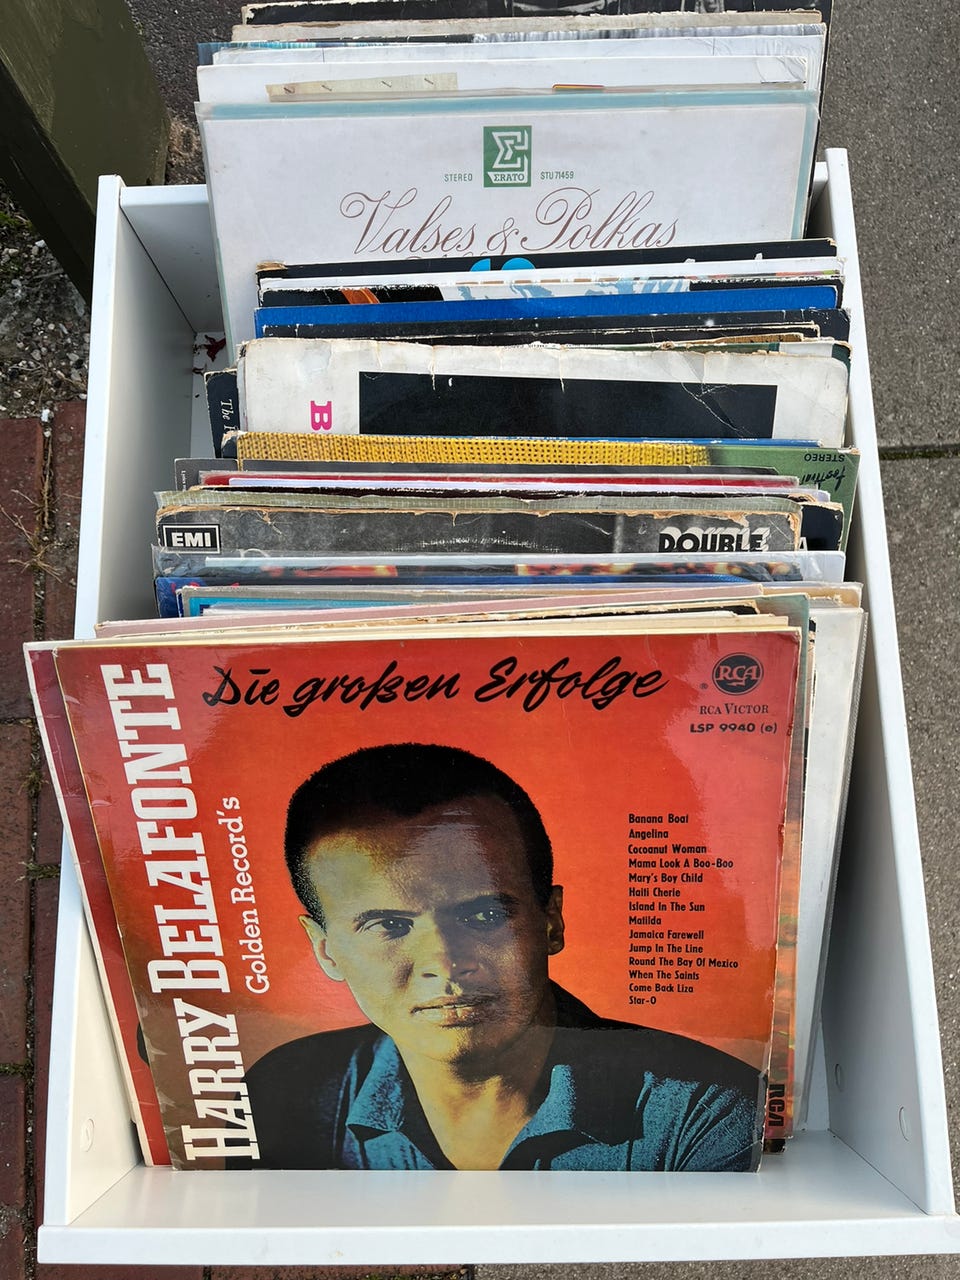 ERATO
STEREO STU 71459
Valses & Polkas
B
The
STEREO
EMI
DOUBLE
Die großen Erfolge
RCA
RCA VICTOR
LSP 9940 (e)
HARRY BELAFONTE
Golden Record's
Banana Boat
Angelina
Cocoanut Woman
Mama Look A Boo-Boo
Mary's Boy Child
Haiti Cherie
Island In The Sun
Matilda
Jamaica Farewell
Jump In The Line
Round The Bay Of Mexico
When The Saints
Come Back Liza
Star-O
RCA